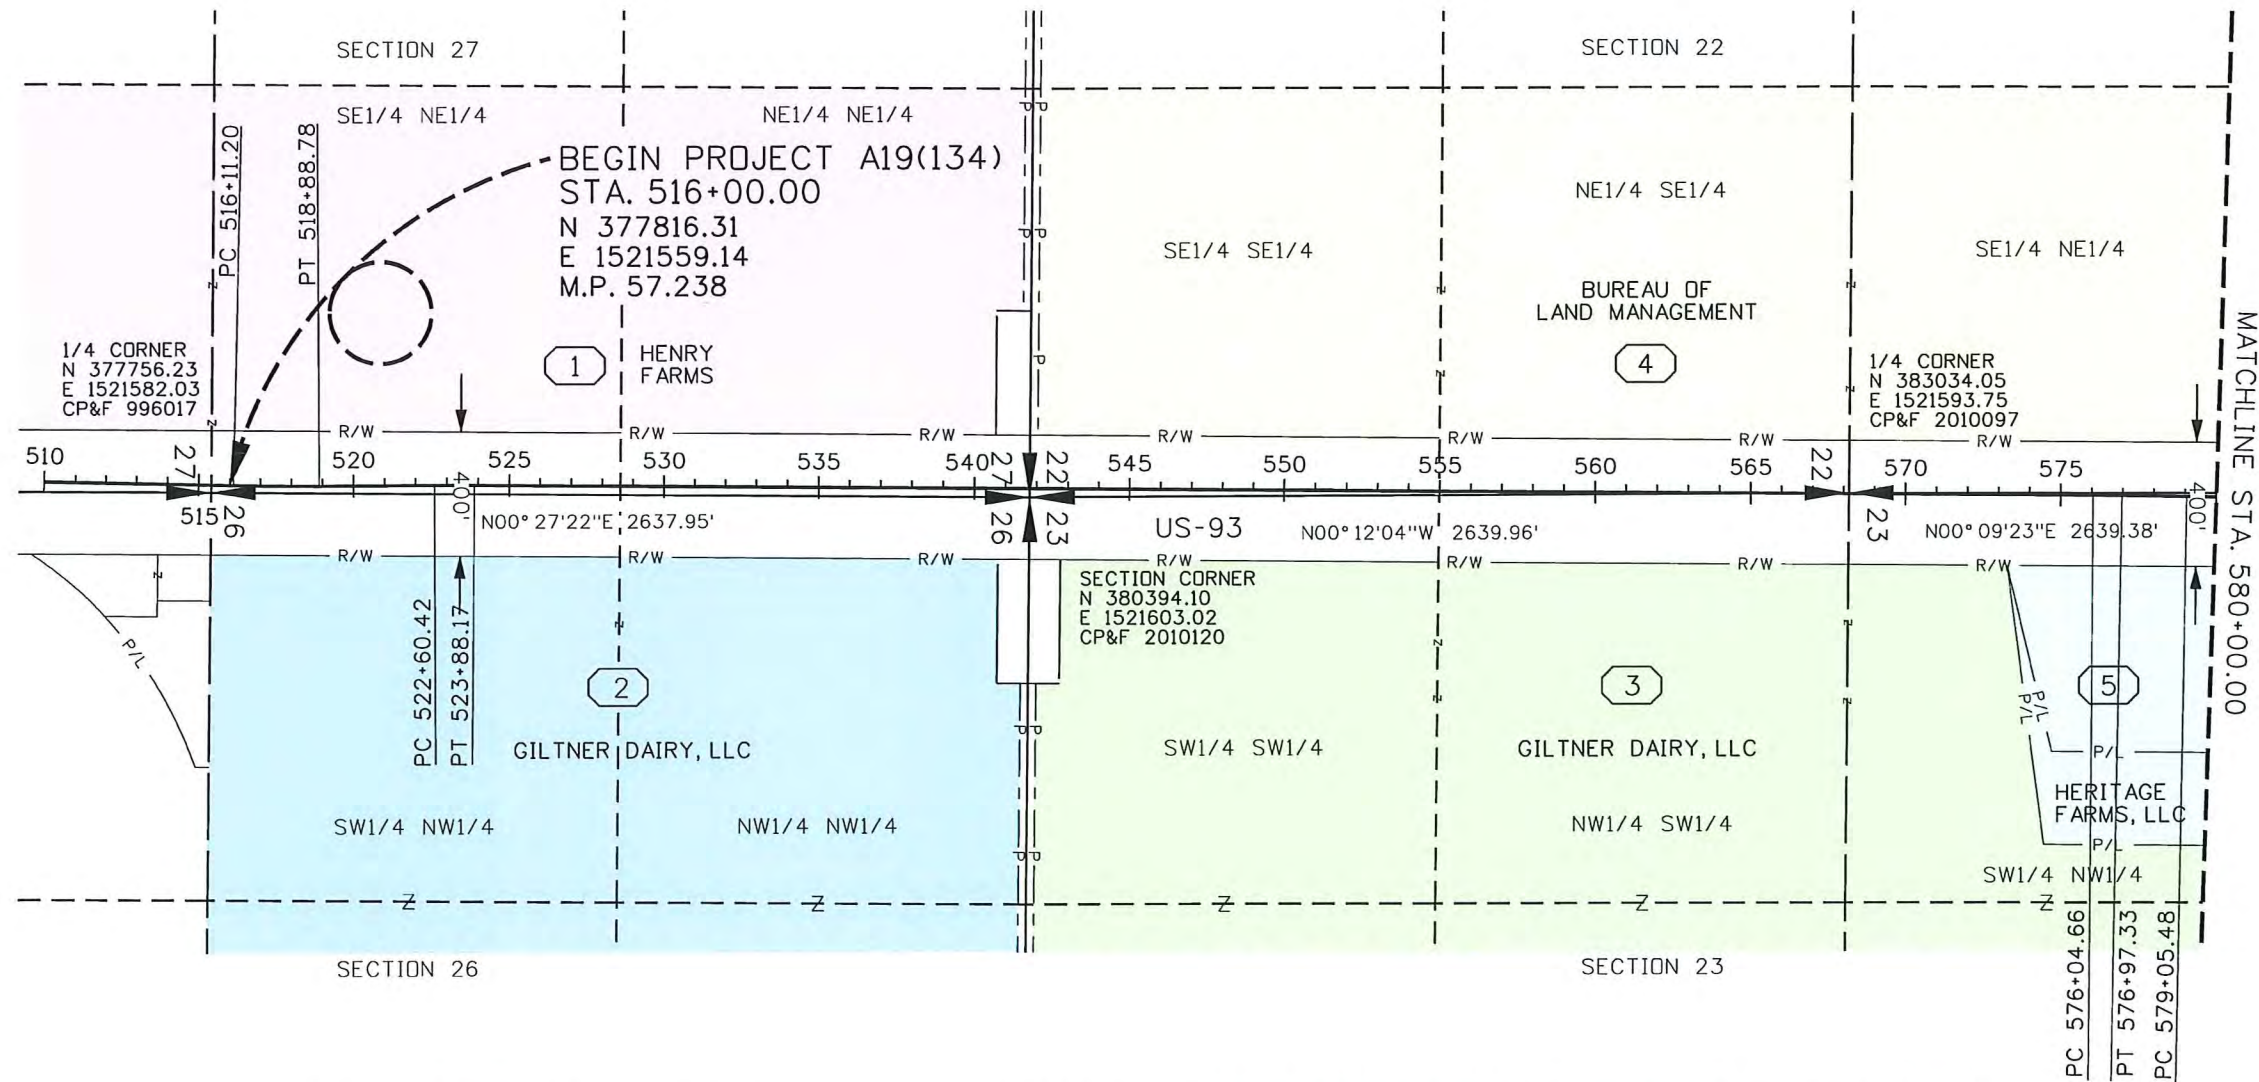 SECTION 27
SECTION 22
SE1/4 NE1/4
NE1/4 NE1/4
PC 516+11.20
PT 518+88.78
BEGIN PROJECT A19(134)
STA. 516+00.00
N 377816.31
E 1521559.14
M.P. 57.238
NE1/4 SE1/4
SE1/4 SE1/4
SE1/4 NE1/4
BUREAU OF
LAND MANAGEMENT
4
1/4 CORNER
N 377756.23
E 1521582.03
CP&F 996017
1
HENRY
FARMS
1/4 CORNER
N 383034.05
E 1521593.75
CP&F 2010097
MATCHLINE STA. 580+00.00
P
P
P
P
P
R/W
R/W
R/W
R/W
R/W
R/W
R/W
510
27
520
525
530
535
540
27
22
545
550
555
560
565
22
570
575
515
26
400'
N00°27'22"E 2637.95'
26
23
US-93
N00°12'04"W 2639.96'
23
N00°09'23"E 2639.38'
400'
R/W
R/W
R/W
R/W
R/W
R/W
R/W
SECTION CORNER
N 380394.10
E 1521603.02
CP&F 2010120
P/L
PC 522+60.42
PT 523+88.17
2
3
5
P/L
P/L
GILTNER DAIRY, LLC
SW1/4 SW1/4
GILTNER DAIRY, LLC
P/L
P
P
HERITAGE
FARMS, LLC
SW1/4 NW1/4
NW1/4 NW1/4
NW1/4 SW1/4
P/L
P
P
SW1/4 NW1/4
Z
Z
Z
Z
Z
SECTION 26
SECTION 23
PC 576+04.66
PT 576+97.33
PC 579+05.48